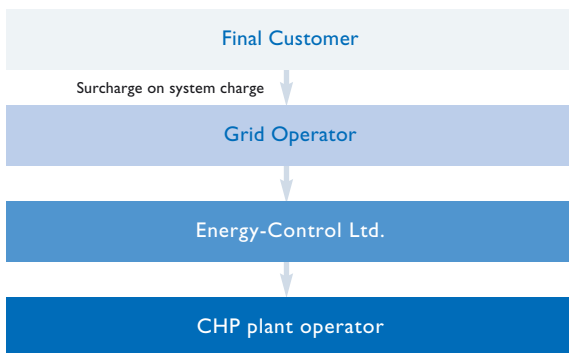 Final Customer
Surcharge on system charge
Grid Operator
Energy-Control Ltd.
CHP plant operator